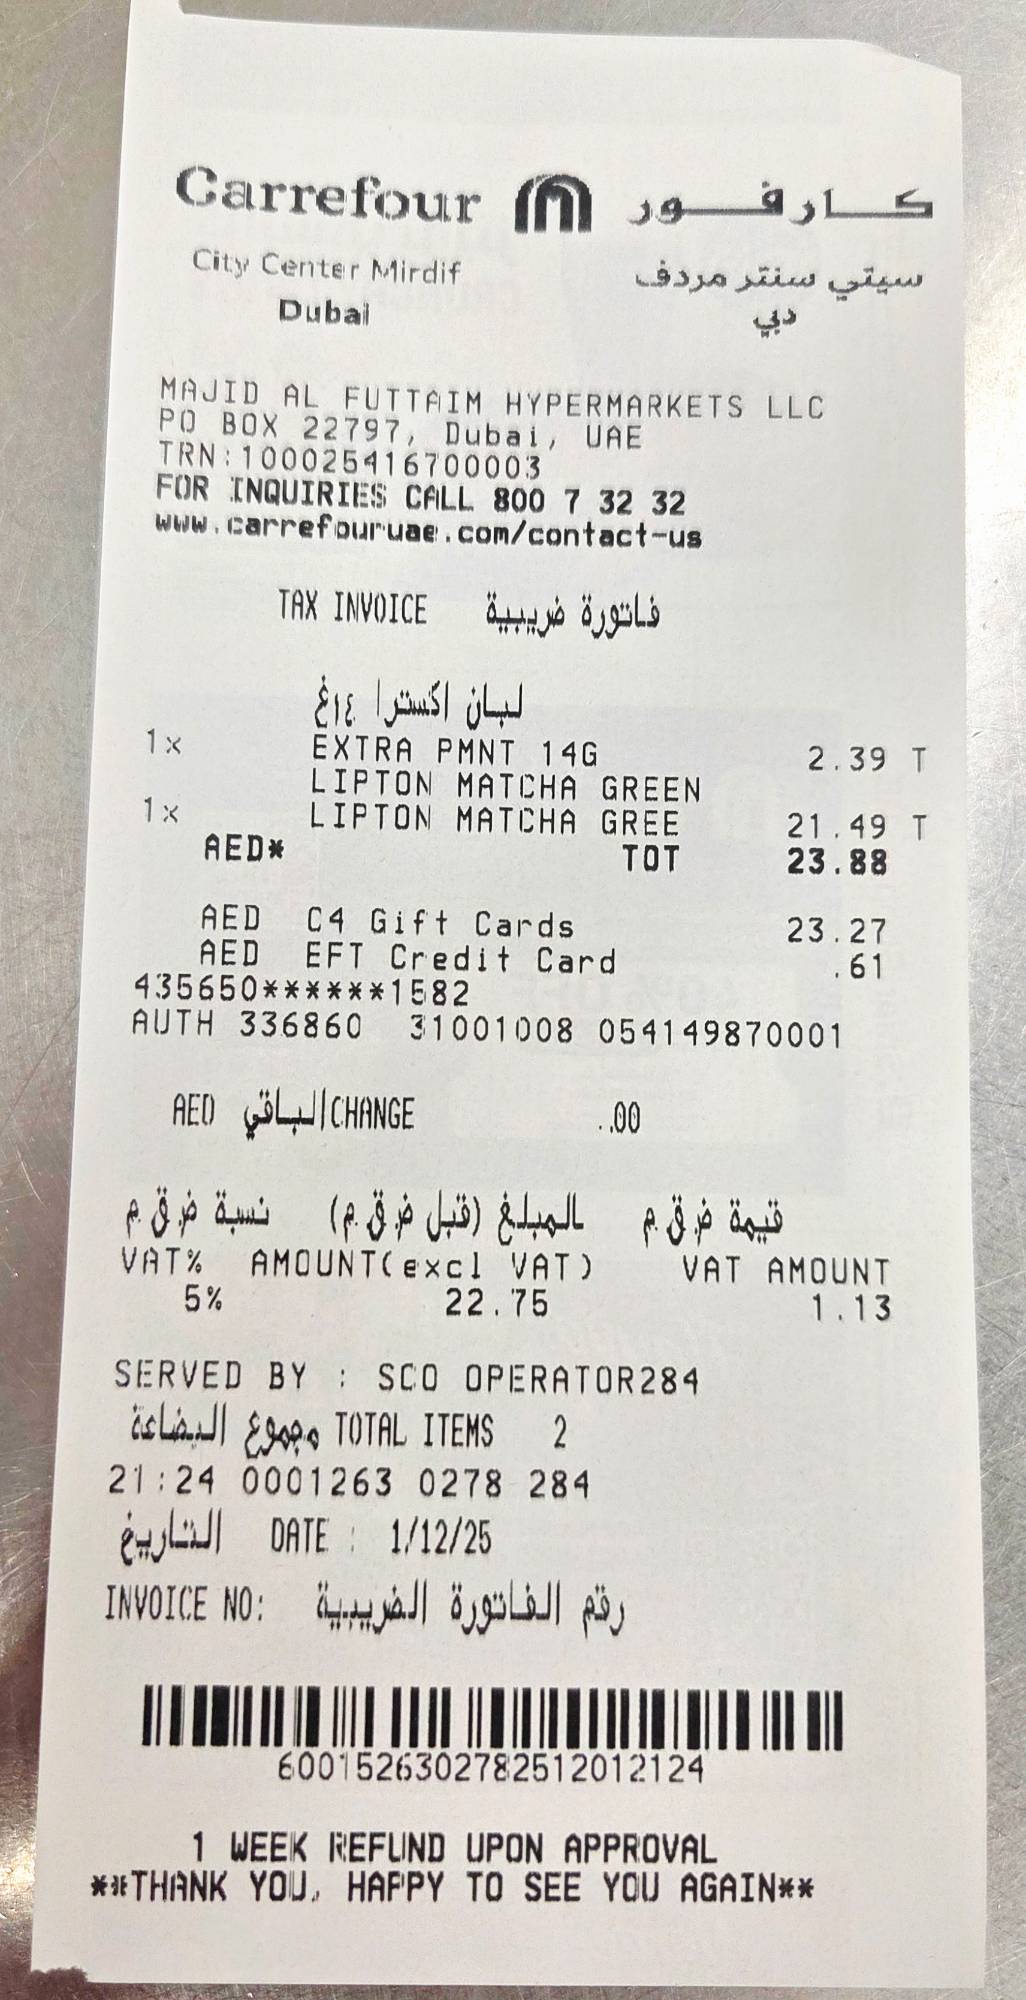 Carrefour كارفور
City Center Mirdif سيتي سنتر مردف
Dubai دبي
MAJID AL FUTTAIM HYPERMARKETS LLC
PO BOX 22797, Dubai, UAE
TRN:100025416700003
FOR INQUIRIES CALL 800 7 32 32
www.carrefouruae.com/contact-us
TAX INVOICE فاتورة ضريبية
لبان اكسترا ١٤غ
1x EXTRA PMNT 14G 2.39 T
LIPTON MATCHA GREEN
1x LIPTON MATCHA GREE 21.49 T
AED* TOT 23.88
AED C4 Gift Cards 23.27
AED EFT Credit Card .61
435650******1582
AUTH 336860 31001008 054149870001
AED الباقي CHANGE .00
نسبة ض.ق.م المبلغ (قبل ض.ق.م) قيمة ض.ق.م
VAT% AMOUNT(excl VAT) VAT AMOUNT
5% 22.75 1.13
SERVED BY : SCO OPERATOR284
مجموع البضاعة TOTAL ITEMS 2
21:24 0001263 0278 284
التاريخ DATE : 1/12/25
INVOICE NO: رقم الفاتورة الضريبية
6001526302782512012124
1 WEEK REFUND UPON APPROVAL
**THANK YOU, HAPPY TO SEE YOU AGAIN**